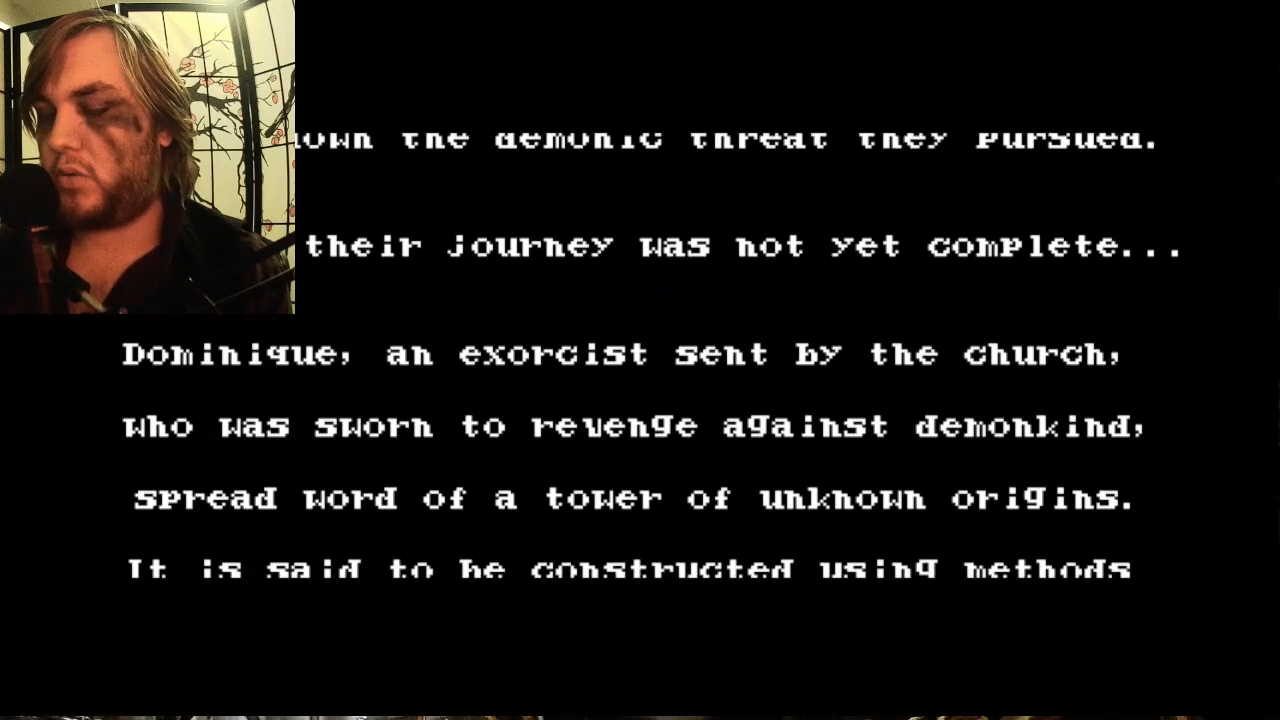 the demonic threat they pursued.
their journey was not yet complete...
Dominique, an exorcist sent by the church,
who was sworn to revenge against demonkind,
spread word of a tower of unknown origins.
It is said to be constructed using methods